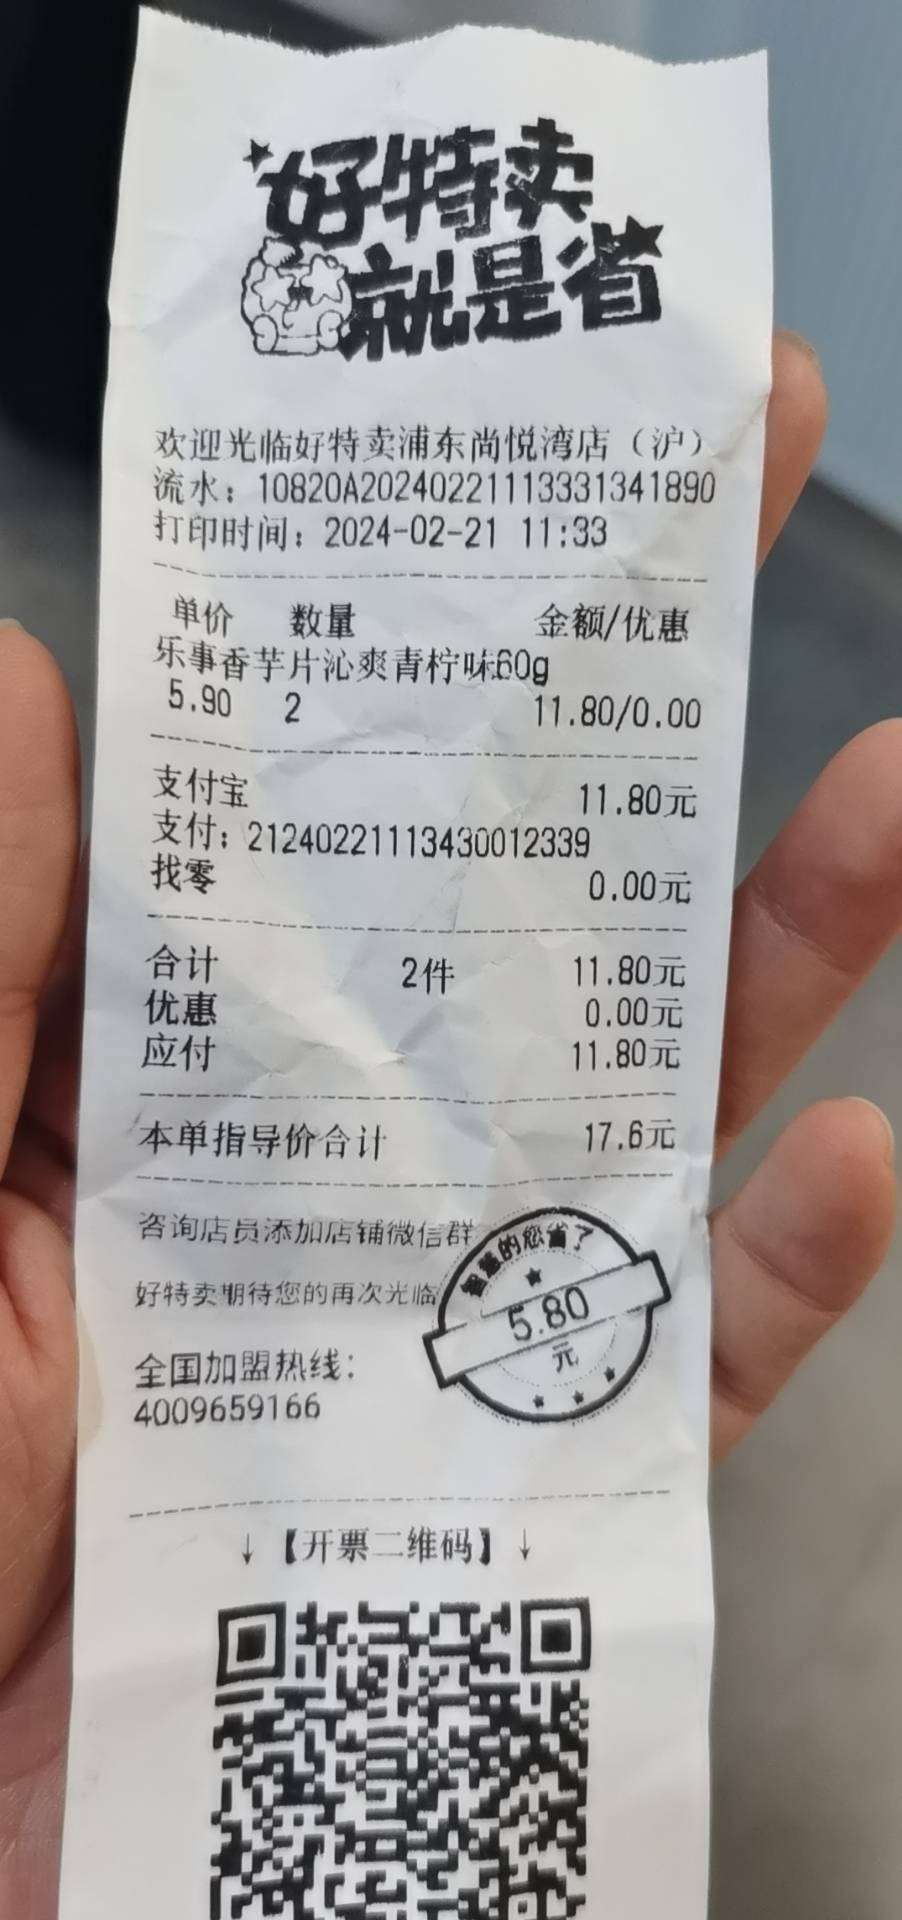 好特卖
就是省
欢迎光临好特卖浦东尚悦湾店（沪）
流水：10820A20240221113331341890
打印时间：2024-02-21 11:33
单价 数量 金额/优惠
乐事香芋片沁爽青柠味60g
5.90 2 11.80/0.00
支付宝 11.80元
支付：21240221113430012339
找零 0.00元
合计 2件 11.80元
优惠 0.00元
应付 11.80元
本单指导价合计 17.6元
咨询店员添加店铺微信群
好特卖期待您的再次光临
智慧的您省了
5.80
元
全国加盟热线：
4009659166
↓【开票二维码】↓